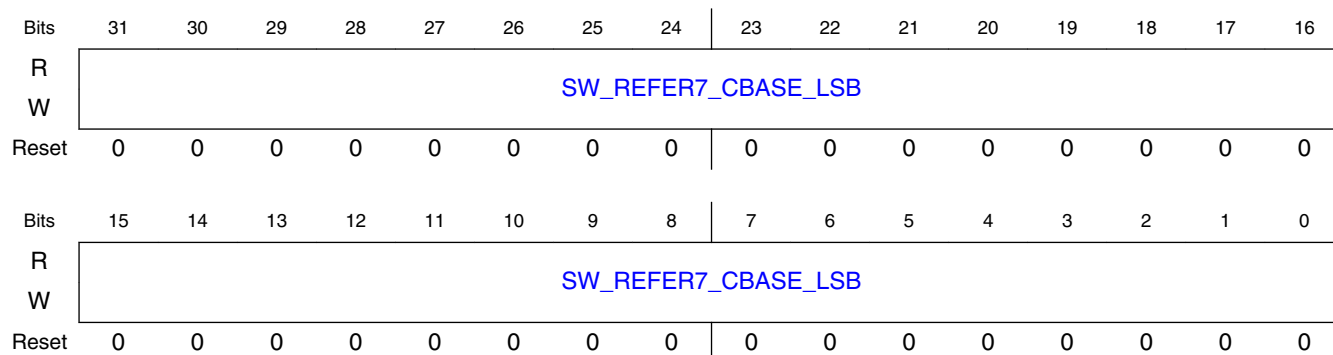 Bits 31 30 29 28 27 26 25 24 23 22 21 20 19 18 17 16
R
SW_REFER7_CBASE_LSB
W
Reset 0 0 0 0 0 0 0 0 0 0 0 0 0 0 0 0
Bits 15 14 13 12 11 10 9 8 7 6 5 4 3 2 1 0
R
SW_REFER7_CBASE_LSB
W
Reset 0 0 0 0 0 0 0 0 0 0 0 0 0 0 0 0